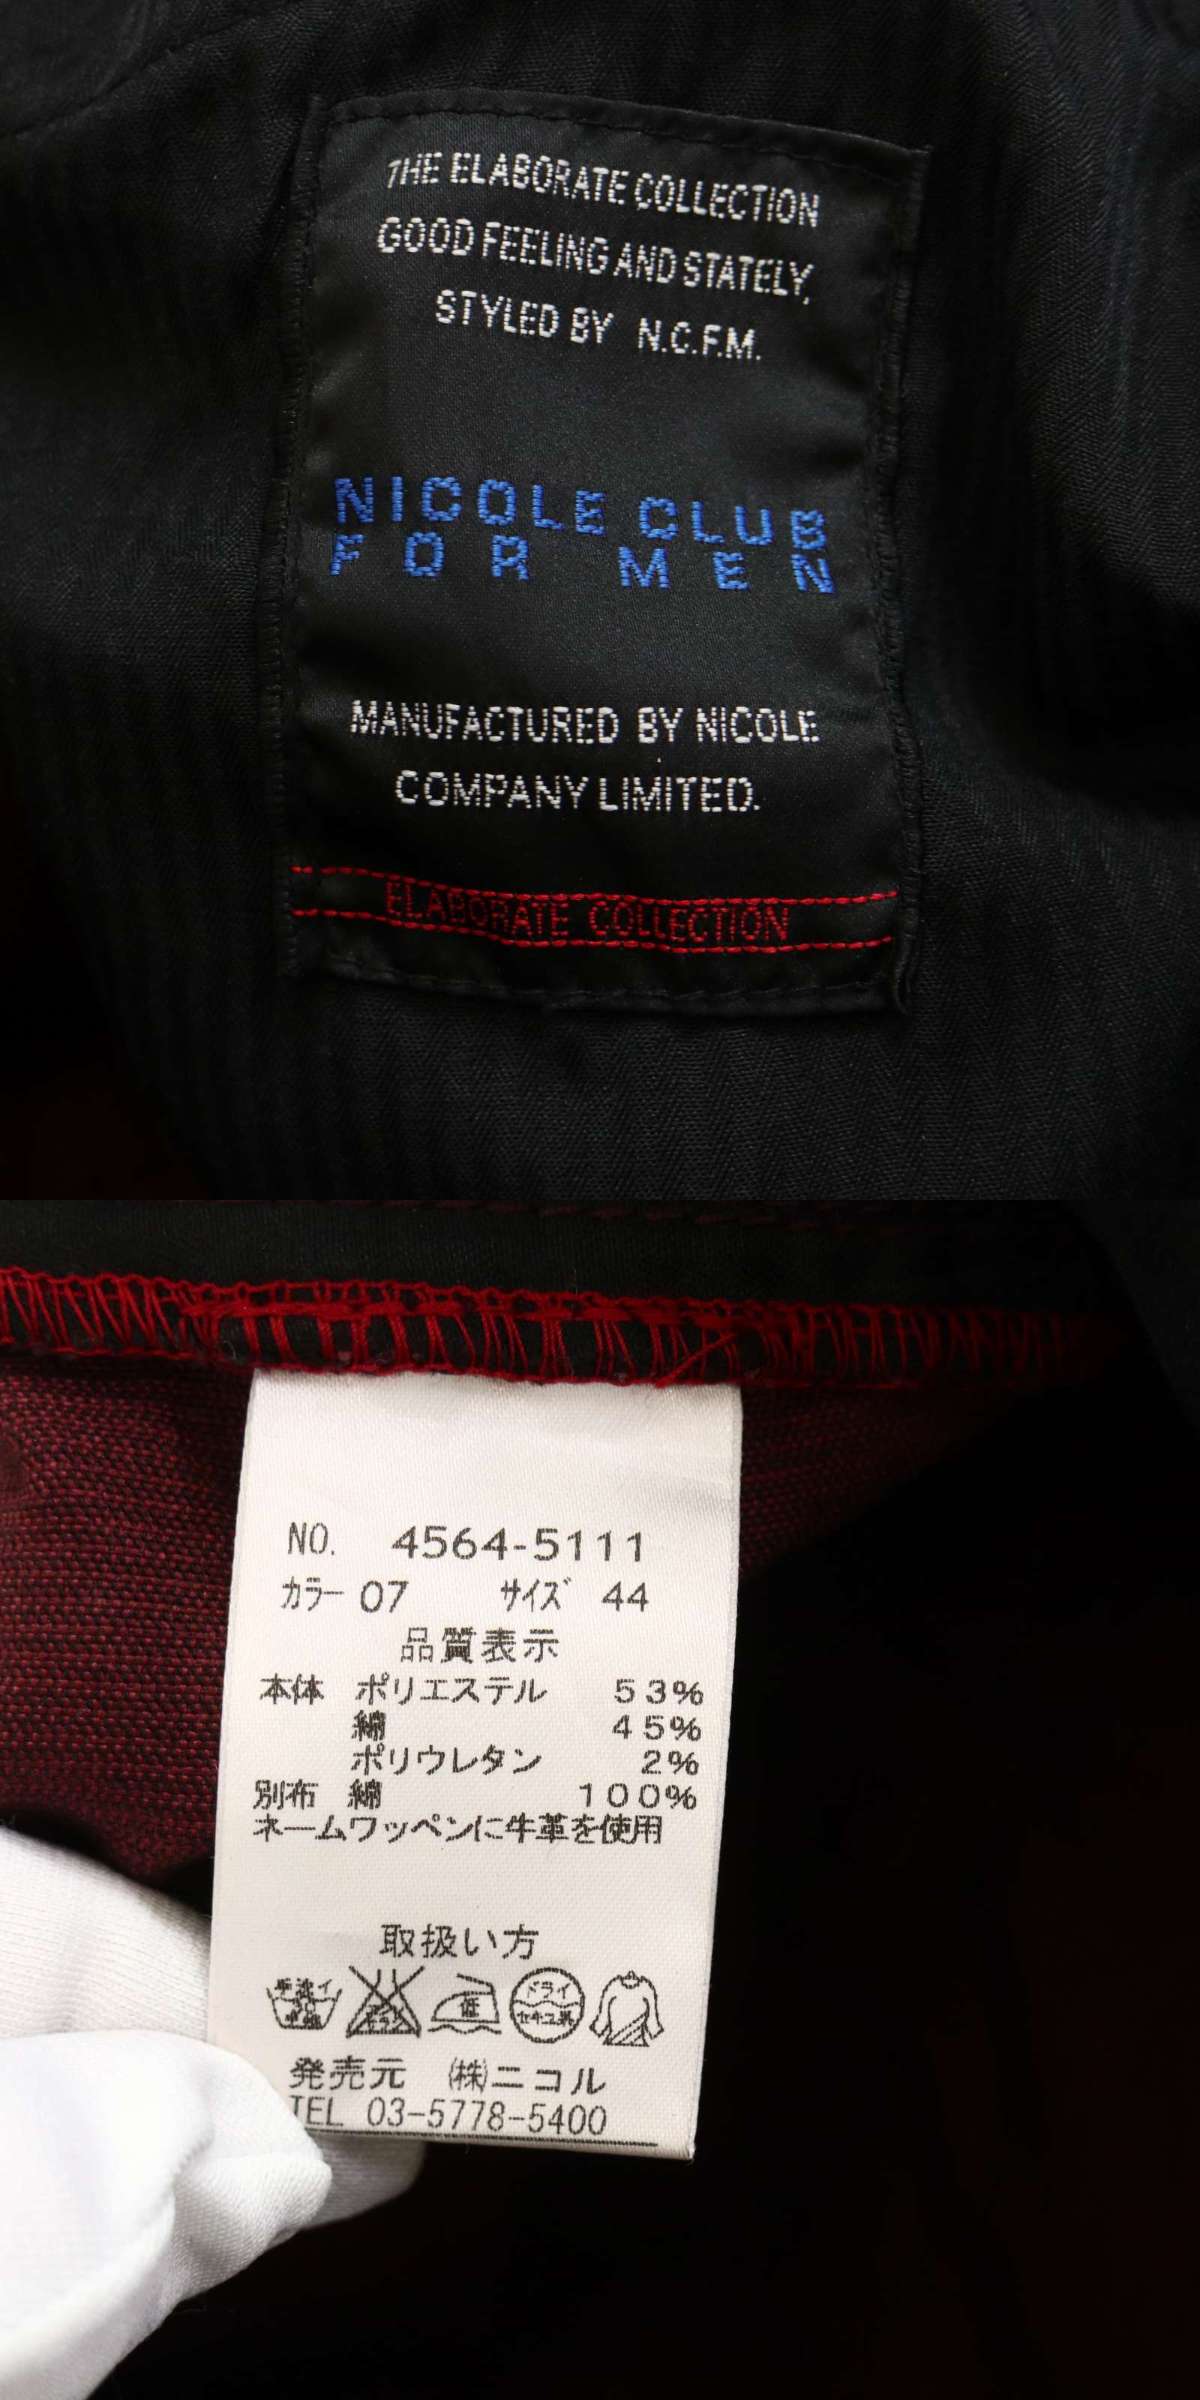 THE ELABORATE COLLECTION
GOOD FEELING AND STATELY,
STYLED BY N.C.F.M.
NICOLE CLUB
FOR MEN
MANUFACTURED BY NICOLE
COMPANY LIMITED.
ELABORATE COLLECTION
NO. 4564-5111
カラー 07 サイズ 44
品質表示
本体 ポリエステル 53%
綿 45%
ポリウレタン 2%
別布 綿 100%
ネームワッペンに牛革を使用
取扱い方
低 ドライ
発売元 ㈱ニコル
TEL 03-5778-5400